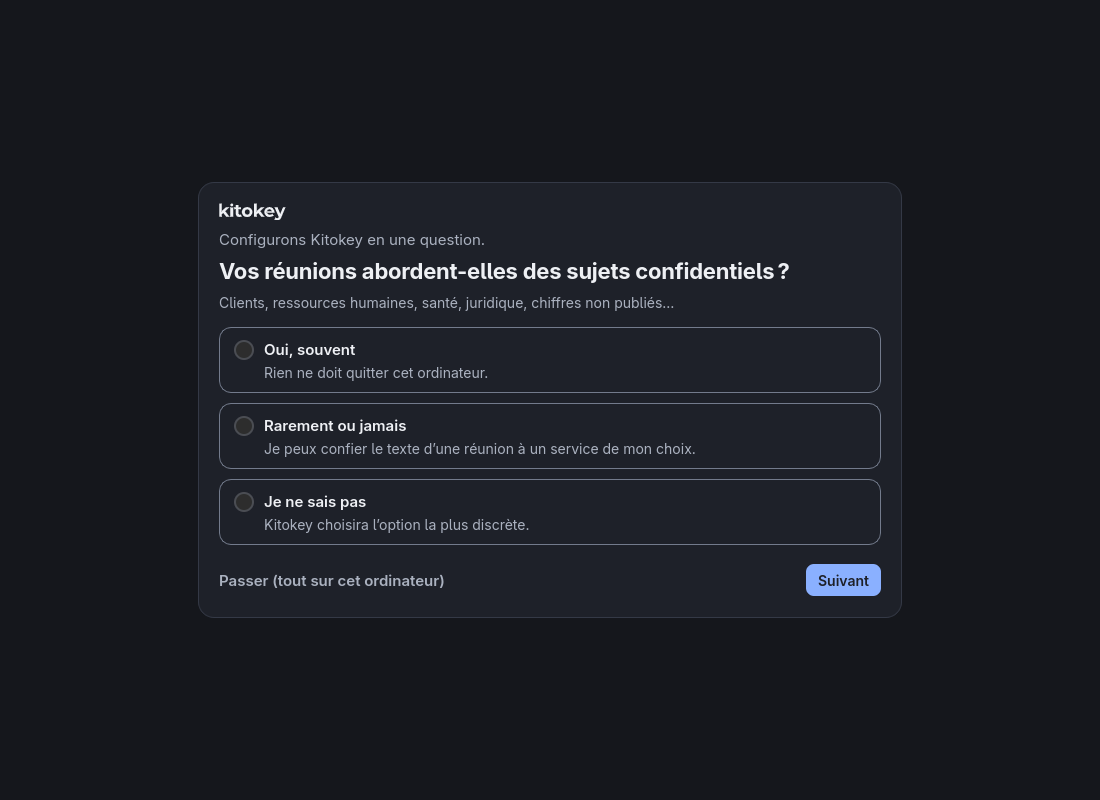 kitokey
Configurons Kitokey en une question.
Vos réunions abordent-elles des sujets confidentiels ?
Clients, ressources humaines, santé, juridique, chiffres non publiés…
Oui, souvent
Rien ne doit quitter cet ordinateur.
Rarement ou jamais
Je peux confier le texte d’une réunion à un service de mon choix.
Je ne sais pas
Kitokey choisira l’option la plus discrète.
Passer (tout sur cet ordinateur)
Suivant